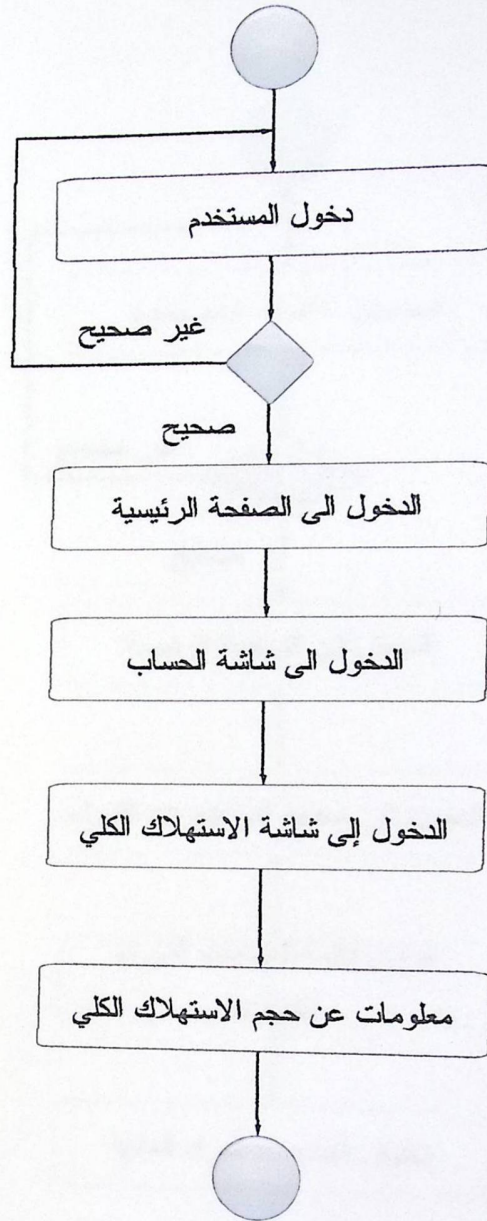 دخول المستخدم
غير صحيح
صحيح
الدخول الى الصفحة الرئيسية
الدخول الى شاشة الحساب
الدخول إلى شاشة الاستهلاك الكلي
معلومات عن حجم الاستهلاك الكلي